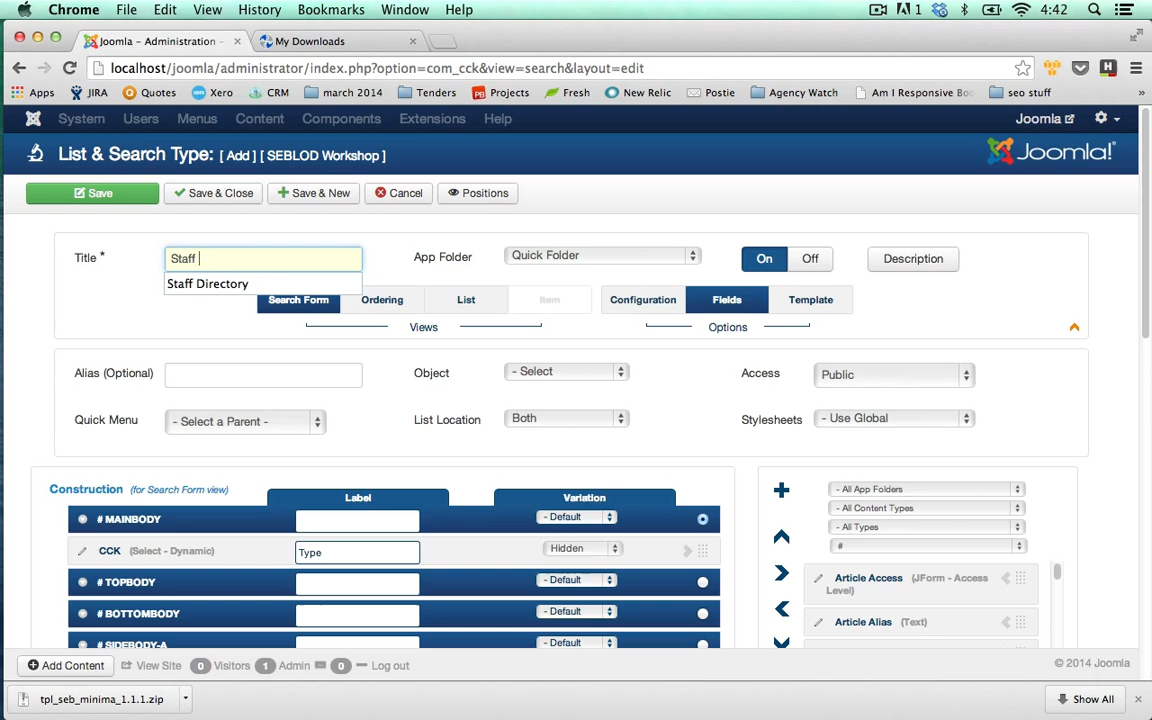 Chrome File Edit View History Bookmarks Window Help 1 4:42
Joomla - Administration - × My Downloads ×
localhost/joomla/administrator/index.php?option=com_cck&view=search&layout=edit
Apps JIRA Quotes Xero CRM march 2014 Tenders Projects Fresh New Relic Postie Agency Watch Am I Responsive Bo seo stuff »
System Users Menus Content Components Extensions Help Joomla
List & Search Type: [ Add ] [ SEBLOD Workshop ] Joomla!
Save Save & Close Save & New Cancel Positions
Title * Staff App Folder Quick Folder On Off Description
Staff Directory
Search Form Ordering List Item Configuration Fields Template
Views Options
Alias (Optional) Object - Select Access Public
Quick Menu - Select a Parent - List Location Both Stylesheets - Use Global
Construction (for Search Form view) Label Variation - All App Folders
- All Content Types
# MAINBODY - Default - All Types
#
CCK (Select - Dynamic) Type Hidden
# TOPBODY - Default Article Access (JForm - Access Level)
# BOTTOMBODY - Default Article Alias (Text)
# SIDEBODY-A - Default
Add Content View Site 0 Visitors 1 Admin 0 Log out © 2014 Joomla
tpl_seb_minima_1.1.1.zip Show All ×